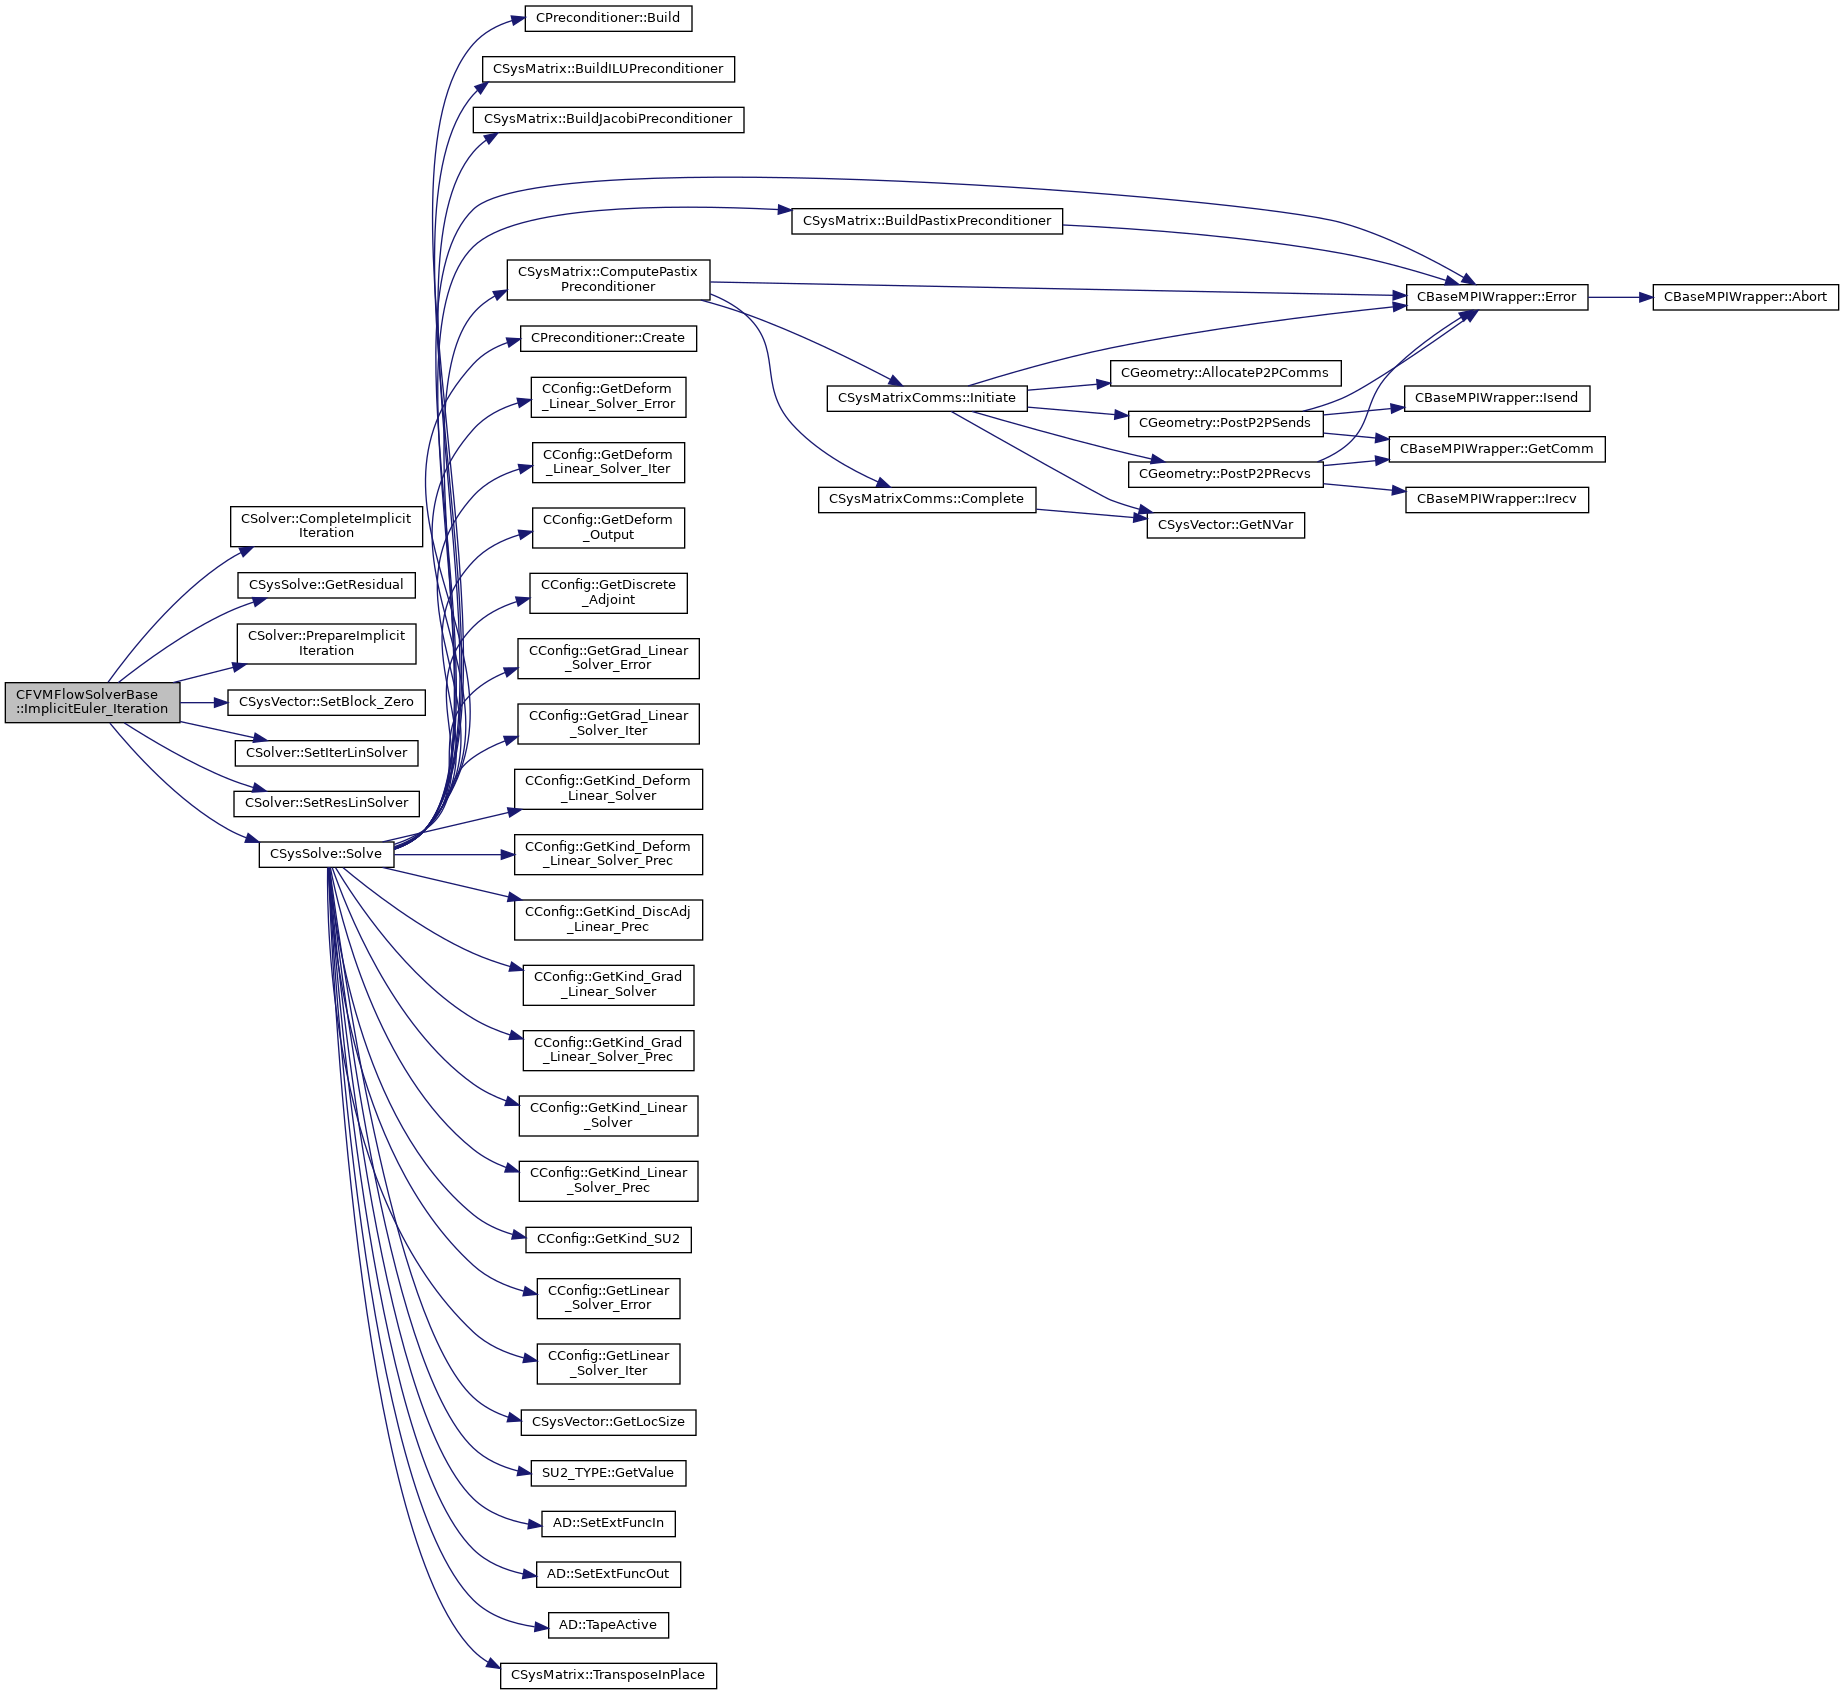 CFVMFlowSolverBase
::ImplicitEuler_Iteration
CSolver::CompleteImplicit
Iteration
CSysSolve::GetResidual
CSolver::PrepareImplicit
Iteration
CSysVector::SetBlock_Zero
CSolver::SetIterLinSolver
CSolver::SetResLinSolver
CSysSolve::Solve
CPreconditioner::Build
CSysMatrix::BuildILUPreconditioner
CSysMatrix::BuildJacobiPreconditioner
CSysMatrix::BuildPastixPreconditioner
CSysMatrix::ComputePastix
Preconditioner
CPreconditioner::Create
CConfig::GetDeform
_Linear_Solver_Error
CConfig::GetDeform
_Linear_Solver_Iter
CConfig::GetDeform
_Output
CConfig::GetDiscrete
_Adjoint
CConfig::GetGrad_Linear
_Solver_Error
CConfig::GetGrad_Linear
_Solver_Iter
CConfig::GetKind_Deform
_Linear_Solver
CConfig::GetKind_Deform
_Linear_Solver_Prec
CConfig::GetKind_DiscAdj
_Linear_Prec
CConfig::GetKind_Grad
_Linear_Solver
CConfig::GetKind_Grad
_Linear_Solver_Prec
CConfig::GetKind_Linear
_Solver
CConfig::GetKind_Linear
_Solver_Prec
CConfig::GetKind_SU2
CConfig::GetLinear
_Solver_Error
CConfig::GetLinear
_Solver_Iter
CSysVector::GetLocSize
SU2_TYPE::GetValue
AD::SetExtFuncIn
AD::SetExtFuncOut
AD::TapeActive
CSysMatrix::TransposeInPlace
CSysMatrixComms::Initiate
CSysMatrixComms::Complete
CGeometry::AllocateP2PComms
CGeometry::PostP2PSends
CGeometry::PostP2PRecvs
CSysVector::GetNVar
CBaseMPIWrapper::Error
CBaseMPIWrapper::Isend
CBaseMPIWrapper::GetComm
CBaseMPIWrapper::Irecv
CBaseMPIWrapper::Abort